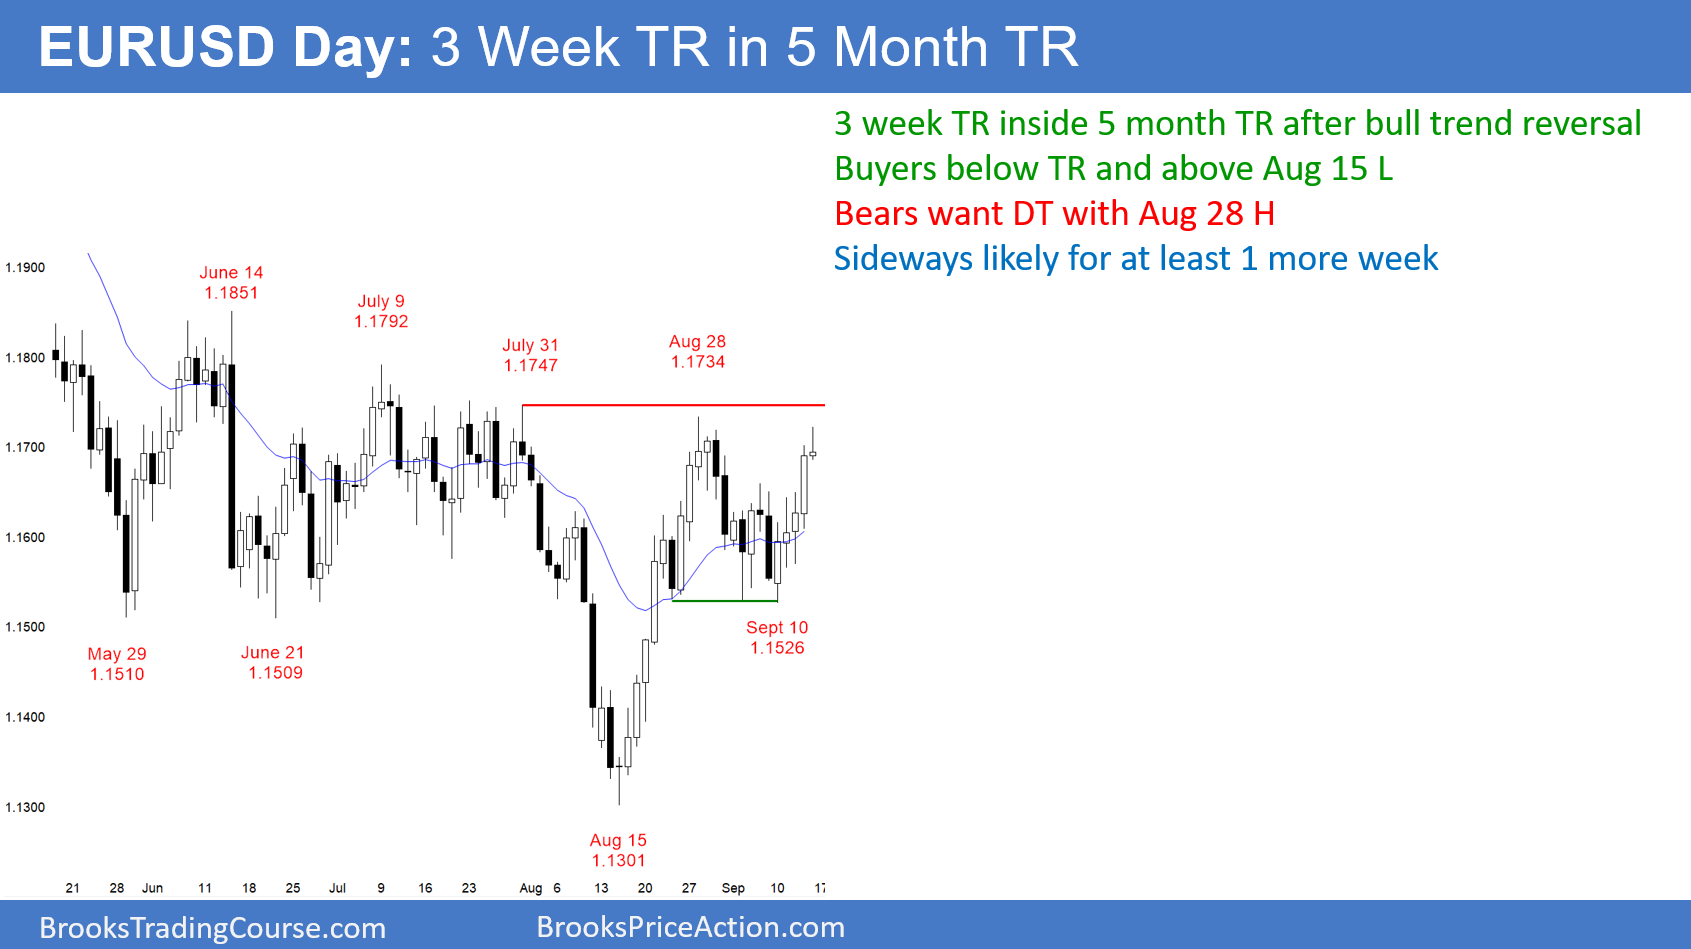 EURUSD Day: 3 Week TR in 5 Month TR
3 week TR inside 5 month TR after bull trend reversal
Buyers below TR and above Aug 15 L
Bears want DT with Aug 28 H
Sideways likely for at least 1 more week
1.1900
1.1800
1.1700
1.1600
1.1500
1.1400
1.1300
June 14
1.1851
July 9
1.1792
July 31
1.1747
Aug 28
1.1734
May 29
1.1510
June 21
1.1509
Sept 10
1.1526
Aug 15
1.1301
21 28 Jun 11 18 25 Jul 9 16 23 Aug 6 13 20 27 Sep 10 17
BrooksTradingCourse.com BrooksPriceAction.com